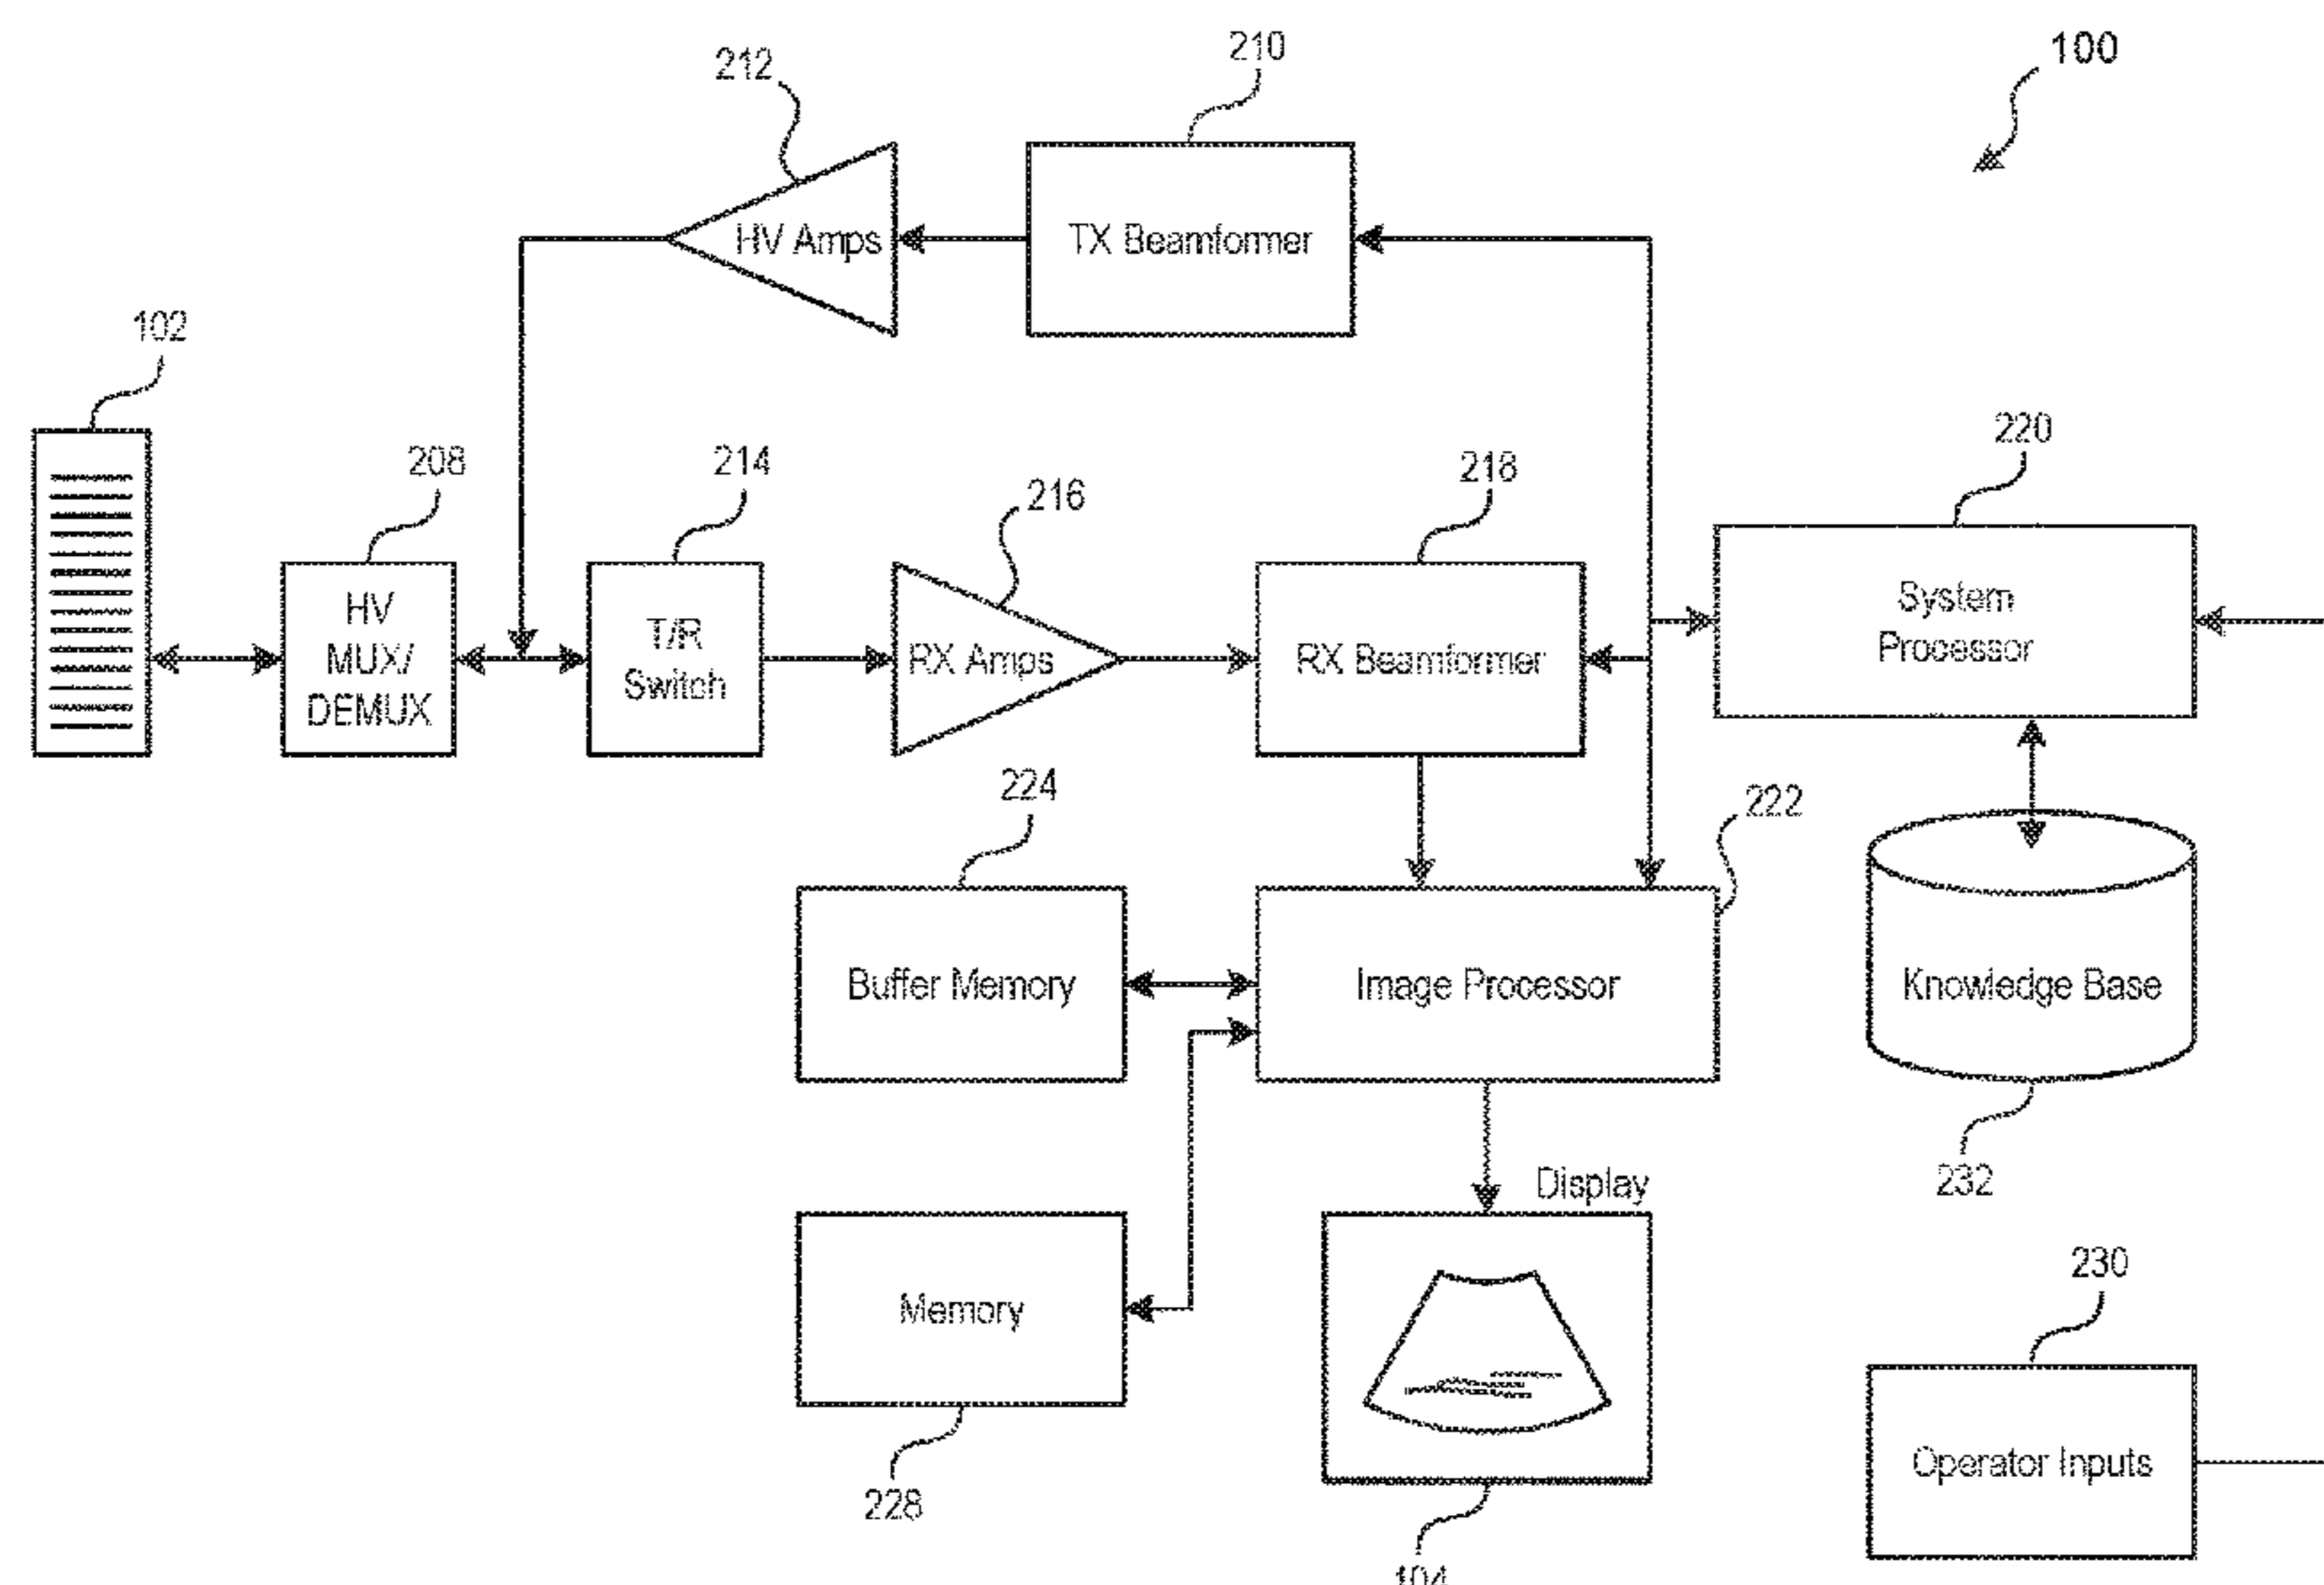 212
210
100
HV Amps
TX Beamformer
102
208
214
216
218
220
HV
MUX/
DEMUX
T/R
Switch
RX Amps
RX Beamformer
System
Processor
224
222
Buffer Memory
Image Processor
Knowledge Base
Display
232
Memory
230
228
Operator Inputs
104